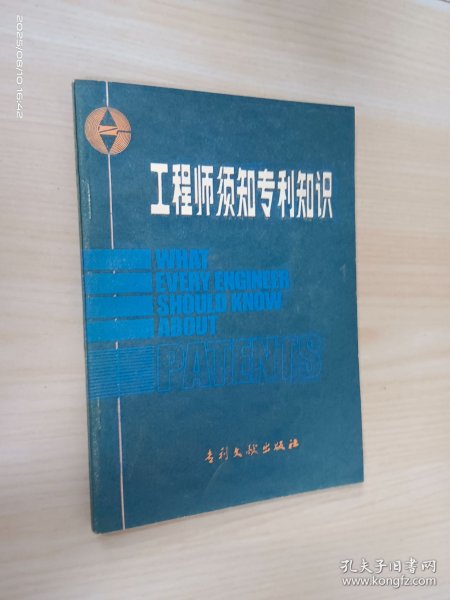 2025/08/10 16:42
工程师须知专利知识
WHAT
EVERY ENGINEER
SHOULD KNOW
ABOUT
PATENTS
专利文献出版社
孔夫子旧书网
www.kongfz.com